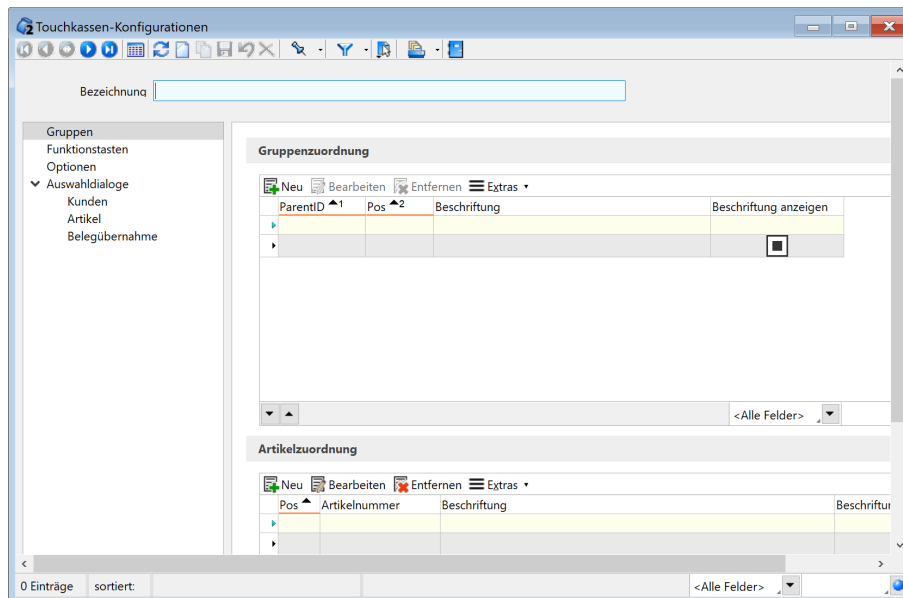 Touchkassen-Konfigurationen
Bezeichnung
Gruppen
Funktionstasten
Optionen
Auswahldialoge
Kunden
Artikel
Belegübernahme
Gruppenzuordnung
Neu Bearbeiten Entfernen Extras
ParentID 1 Pos 2 Beschriftung Beschriftung anzeigen
<Alle Felder>
Artikelzuordnung
Neu Bearbeiten Entfernen Extras
Pos Artikelnummer Beschriftung Beschriftur
0 Einträge sortiert: <Alle Felder>